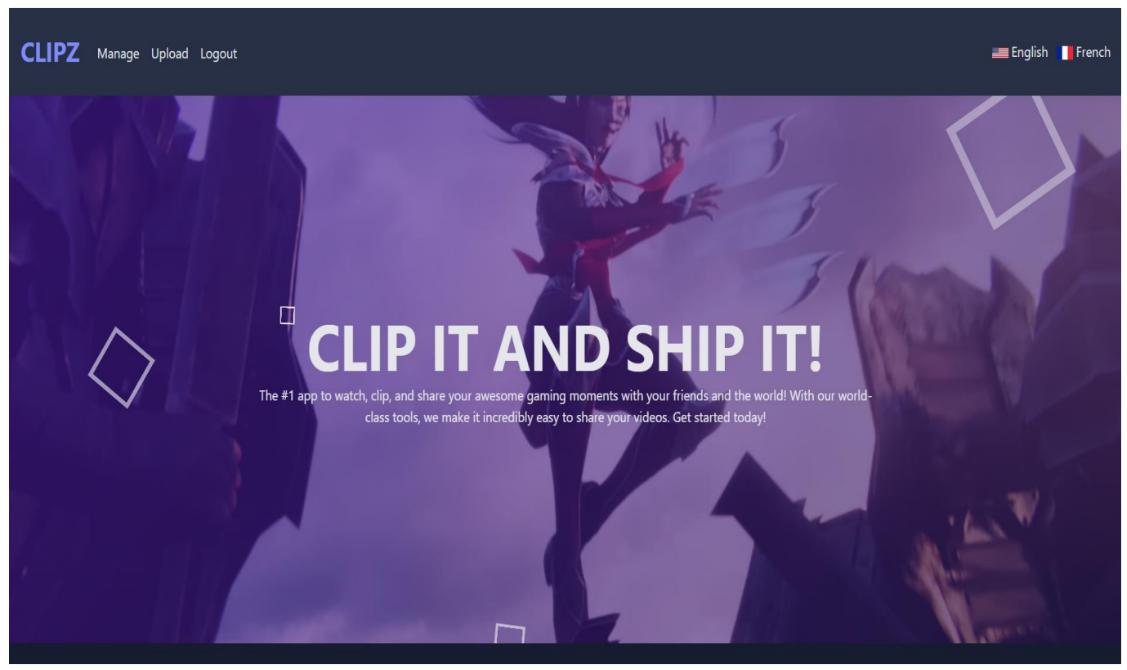 CLIPZ Manage Upload Logout English French
CLIP IT AND SHIP IT!
The #1 app to watch, clip, and share your awesome gaming moments with your friends and the world! With our world-
class tools, we make it incredibly easy to share your videos. Get started today!